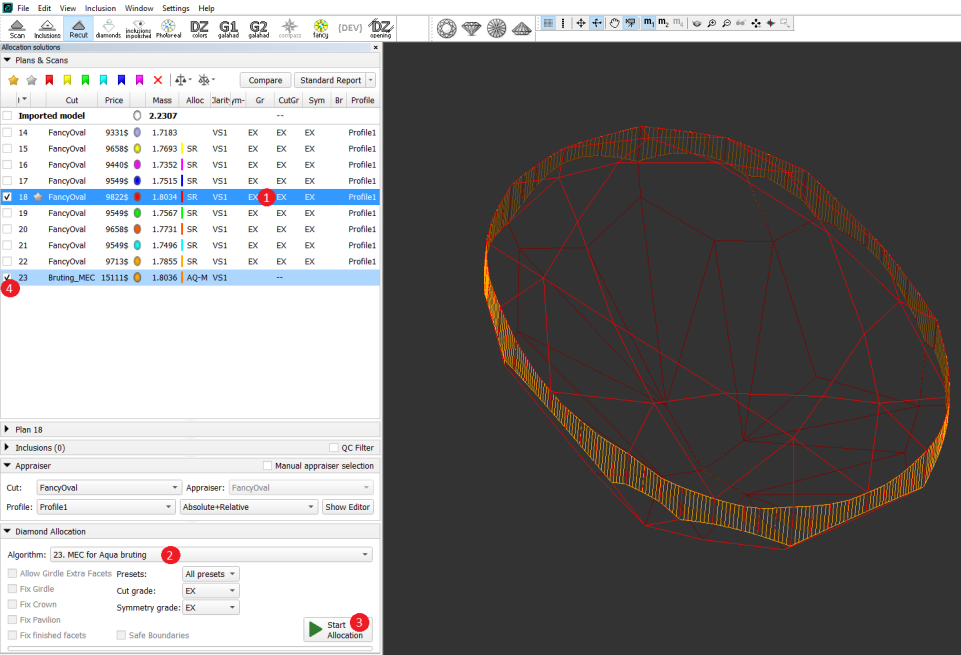 File Edit View Inclusion Window Settings Help
Scan Inclusions Recut diamonds inclusions inpolished Photoreal DZ colors G1 galahad G2 galahad compass fancy (DEV) DZ opening
m1 m2 m
Allocation solutions
Plans & Scans
Compare Standard Report
Cut Price Mass Alloc Clarity Gr CutGr Sym Br Profile
Imported model 2.2307 --
14 FancyOval 9331$ 1.7183 VS1 EX EX EX Profile1
15 FancyOval 9658$ 1.7693 SR VS1 EX EX EX Profile1
16 FancyOval 9440$ 1.7352 SR VS1 EX EX EX Profile1
17 FancyOval 9549$ 1.7515 SR VS1 EX EX EX Profile1
18 FancyOval 9822$ 1.8034 SR VS1 EX 1 EX EX Profile1
19 FancyOval 9549$ 1.7567 SR VS1 EX EX EX Profile1
20 FancyOval 9658$ 1.7731 SR VS1 EX EX EX Profile1
21 FancyOval 9549$ 1.7496 SR VS1 EX EX EX Profile1
22 FancyOval 9713$ 1.7855 SR VS1 EX EX EX Profile1
23 Bruting_MEC 15111$ 1.8036 AQ-M VS1 --
4
Plan 18
Inclusions (0) QC Filter
Appraiser Manual appraiser selection
Cut: FancyOval Appraiser: FancyOval
Profile: Profile1 Absolute+Relative Show Editor
Diamond Allocation
Algorithm: 23. MEC for Aqua bruting 2
Allow Girdle Extra Facets Presets: All presets
Fix Girdle Cut grade: EX
Fix Crown Symmetry grade: EX
Fix Pavilion
Fix finished facets Safe Boundaries
Start Allocation 3